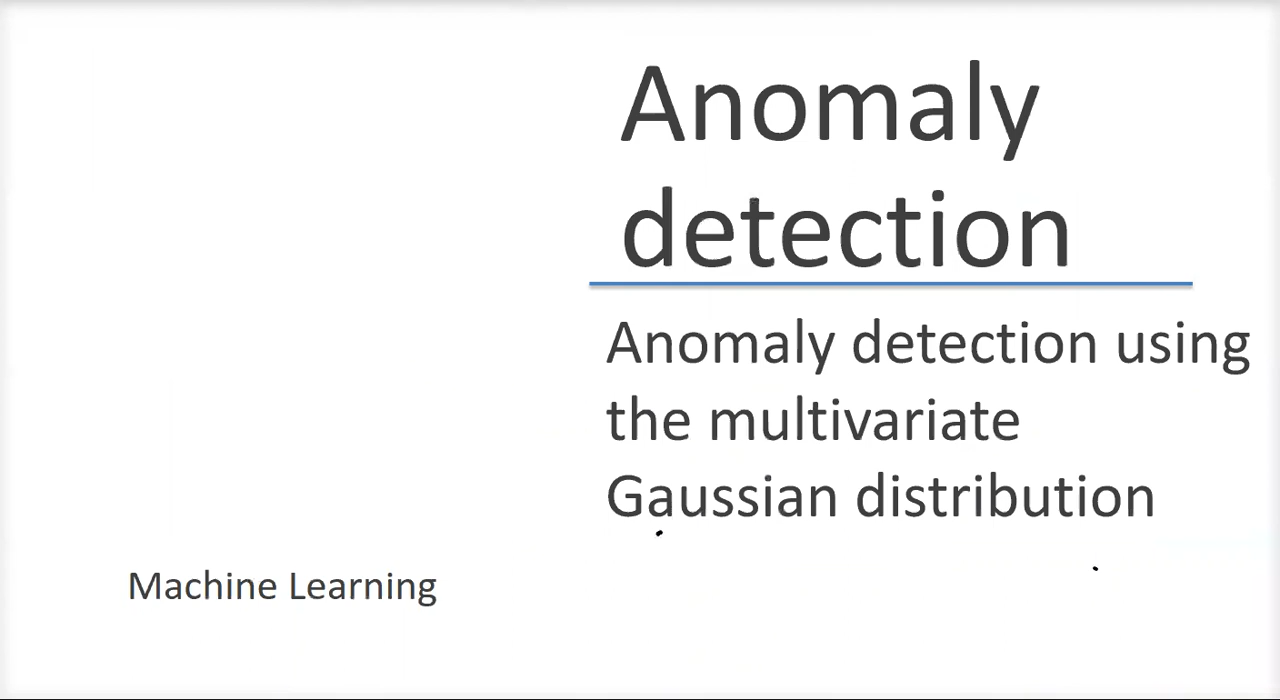 Anomaly
detection
Anomaly detection using
the multivariate
Gaussian distribution
Machine Learning